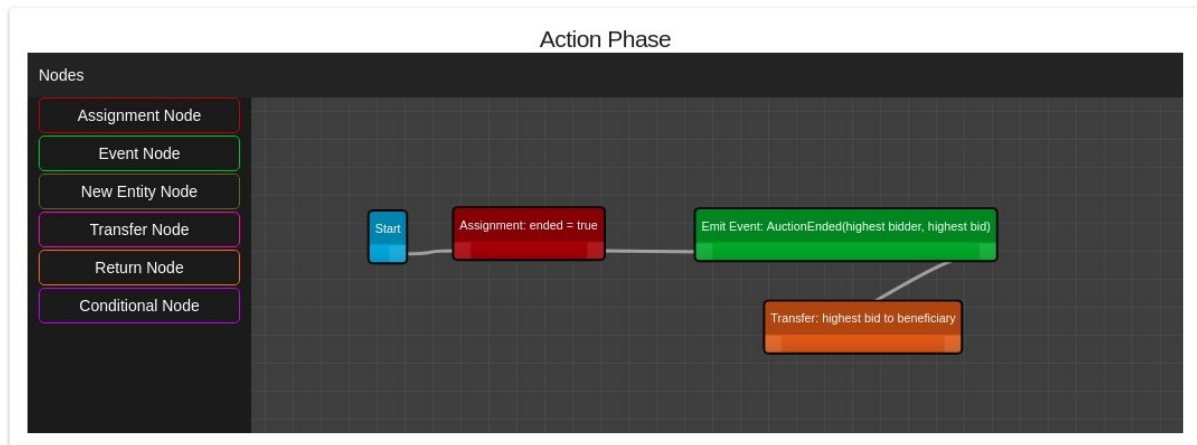 Action Phase
Nodes
Assignment Node
Event Node
New Entity Node
Transfer Node
Return Node
Conditional Node
Start
Assignment: ended = true
Emit Event: AuctionEnded(highest bidder, highest bid)
Transfer: highest bid to beneficiary